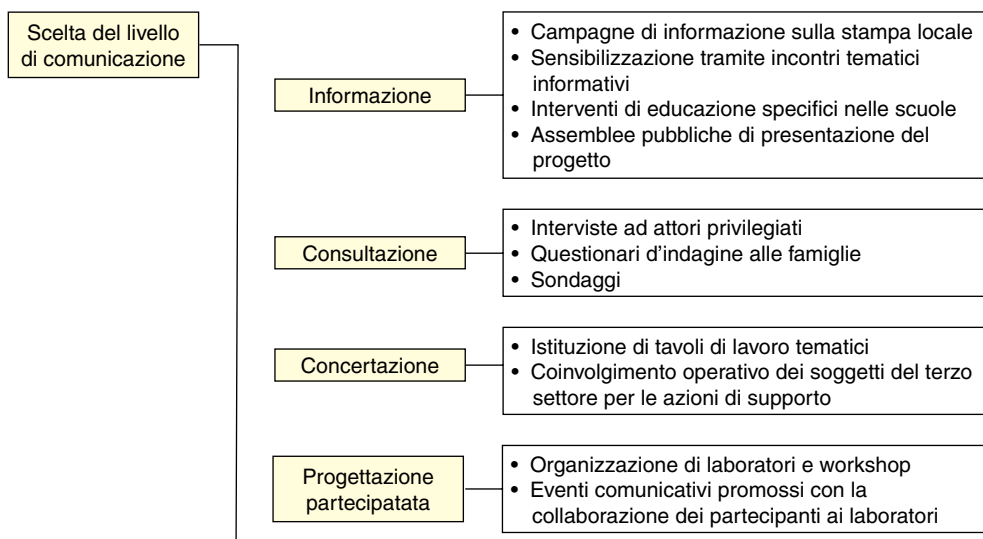 Scelta del livello
di comunicazione
Informazione
• Campagne di informazione sulla stampa locale
• Sensibilizzazione tramite incontri tematici
informativi
• Interventi di educazione specifici nelle scuole
• Assemblee pubbliche di presentazione del
progetto
Consultazione
• Interviste ad attori privilegiati
• Questionari d'indagine alle famiglie
• Sondaggi
Concertazione
• Istituzione di tavoli di lavoro tematici
• Coinvolgimento operativo dei soggetti del terzo
settore per le azioni di supporto
Progettazione
partecipatata
• Organizzazione di laboratori e workshop
• Eventi comunicativi promossi con la
collaborazione dei partecipanti ai laboratori